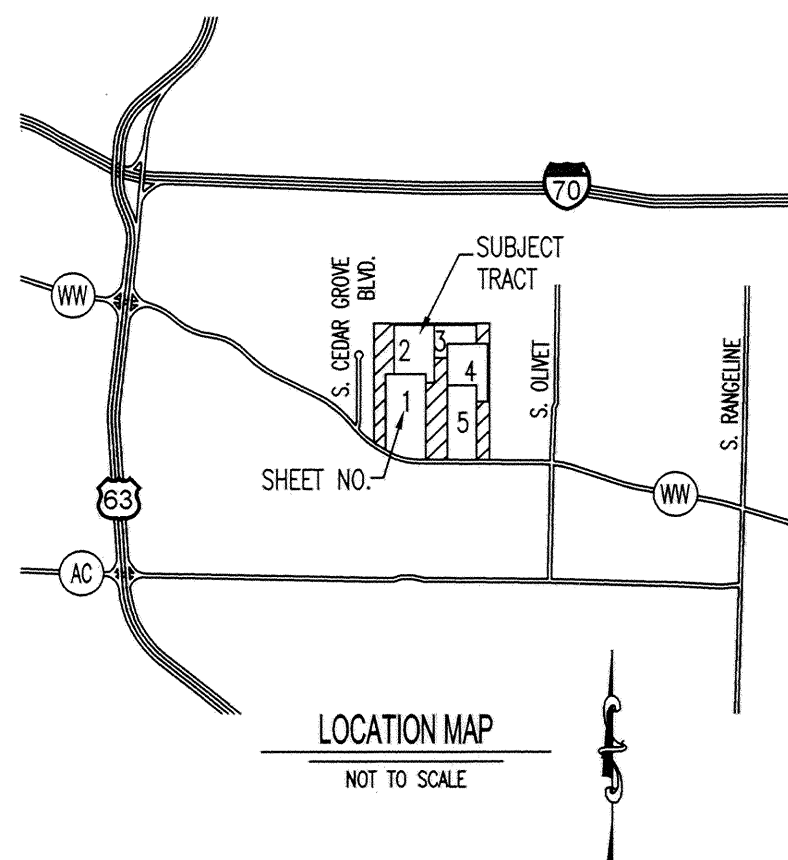 70
SUBJECT
TRACT
S. CEDAR GROVE
BLVD.
WW
2
3
4
1
5
S. OLIVET
S. RANGELINE
SHEET NO.
63
WW
AC
LOCATION MAP
NOT TO SCALE